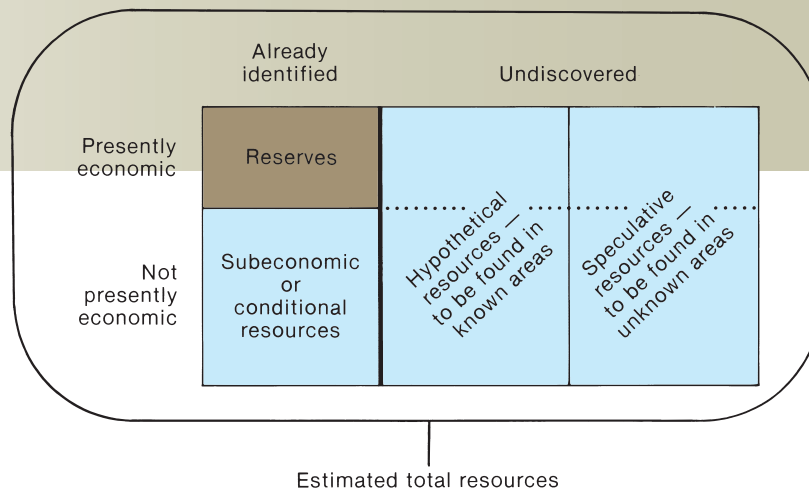 Already
identified
Undiscovered
Presently
economic
Reserves
Not
presently
economic
Subeconomic
or
conditional
resources
Hypothetical
resources —
to be found in
known areas
Speculative
resources —
to be found in
unknown areas
Estimated total resources